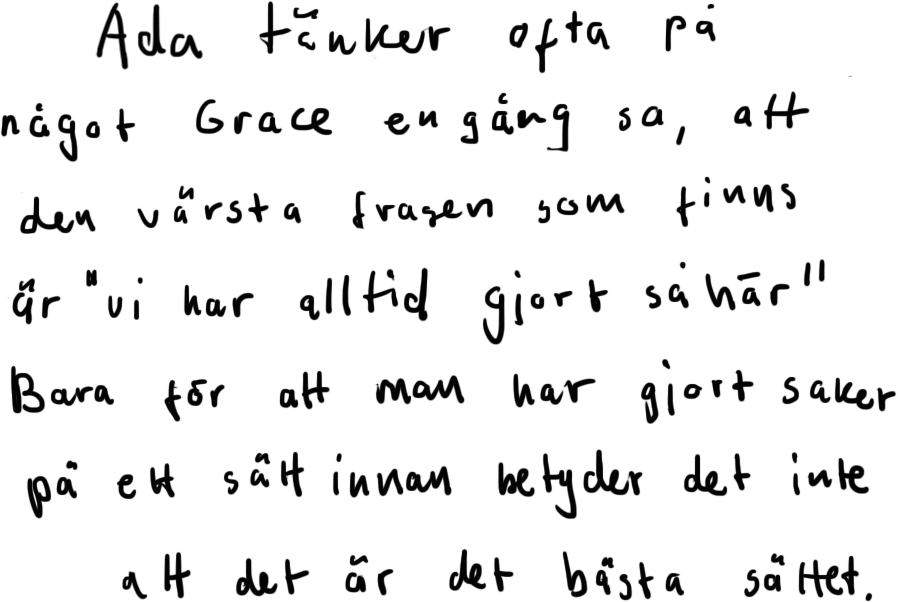 Ada tänker ofta på
något Grace en gång sa, att
den värsta frasen som finns
är "vi har alltid gjort så här"
Bara för att man har gjort saker
på ett sätt innan betyder det inte
att det är det bästa sättet.